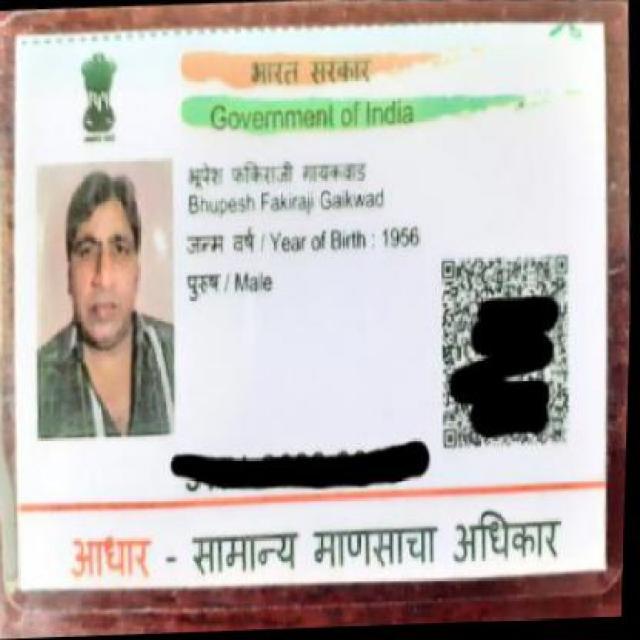 भारत सरकार
Government of India
भूपेश फकिराजी गायकवाड
Bhupesh Fakiraji Gaikwad
जन्म वर्ष / Year of Birth : 1956
पुरुष / Male
आधार - सामान्य माणसाचा अधिकार